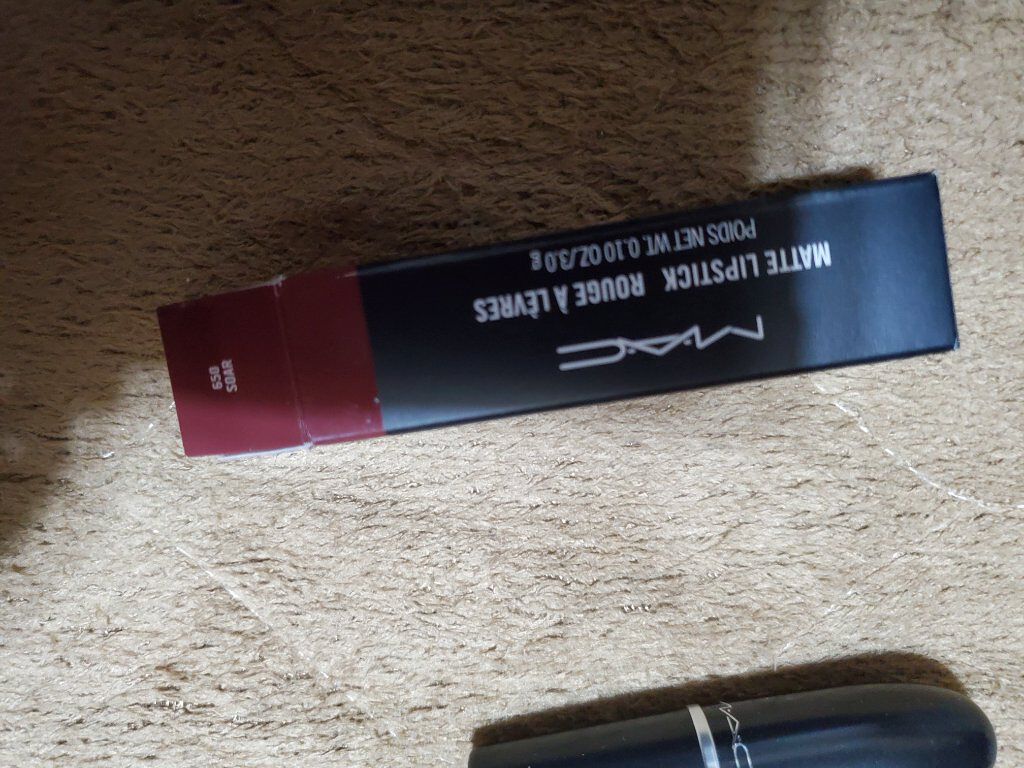 M·A·C
MATTE LIPSTICK ROUGE À LÈVRES
POIDS NET WT. 0.10 OZ./3.0 g
650
SOAR
M·A·C